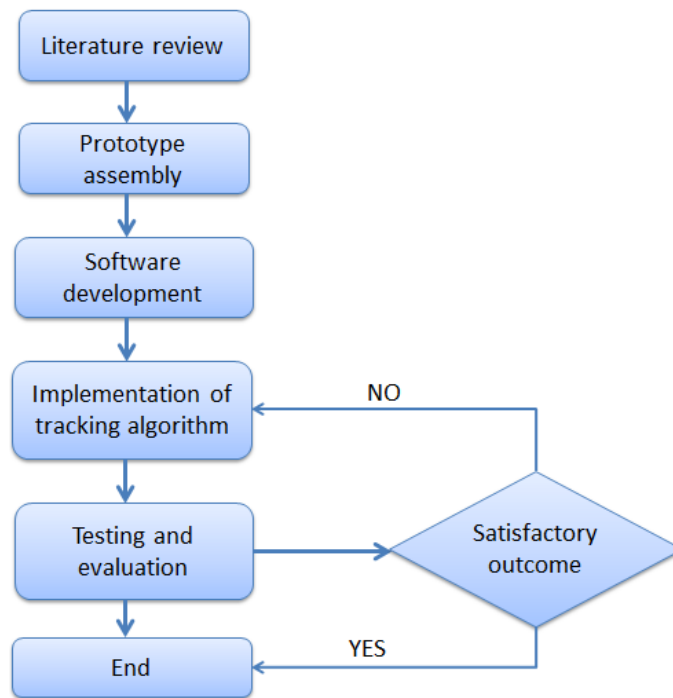 Literature review
Prototype
assembly
Software
development
Implementation of
tracking algorithm
NO
Testing and
evaluation
Satisfactory
outcome
YES
End